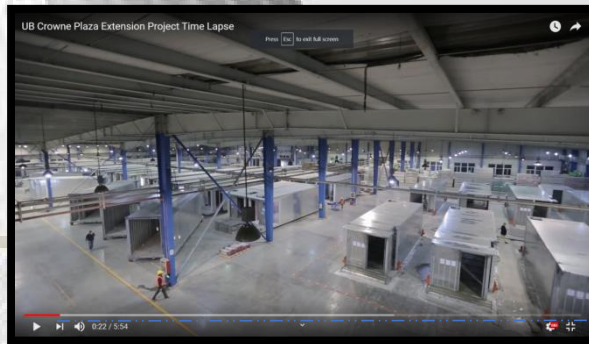 UB Crowne Plaza Extension Project Time Lapse
Press Esc to exit full screen
0:22 / 5:54